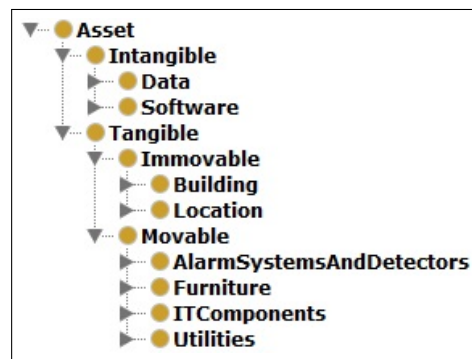 Asset
Intangible
Data
Software
Tangible
Immovable
Building
Location
Movable
AlarmSystemsAndDetectors
Furniture
ITComponents
Utilities